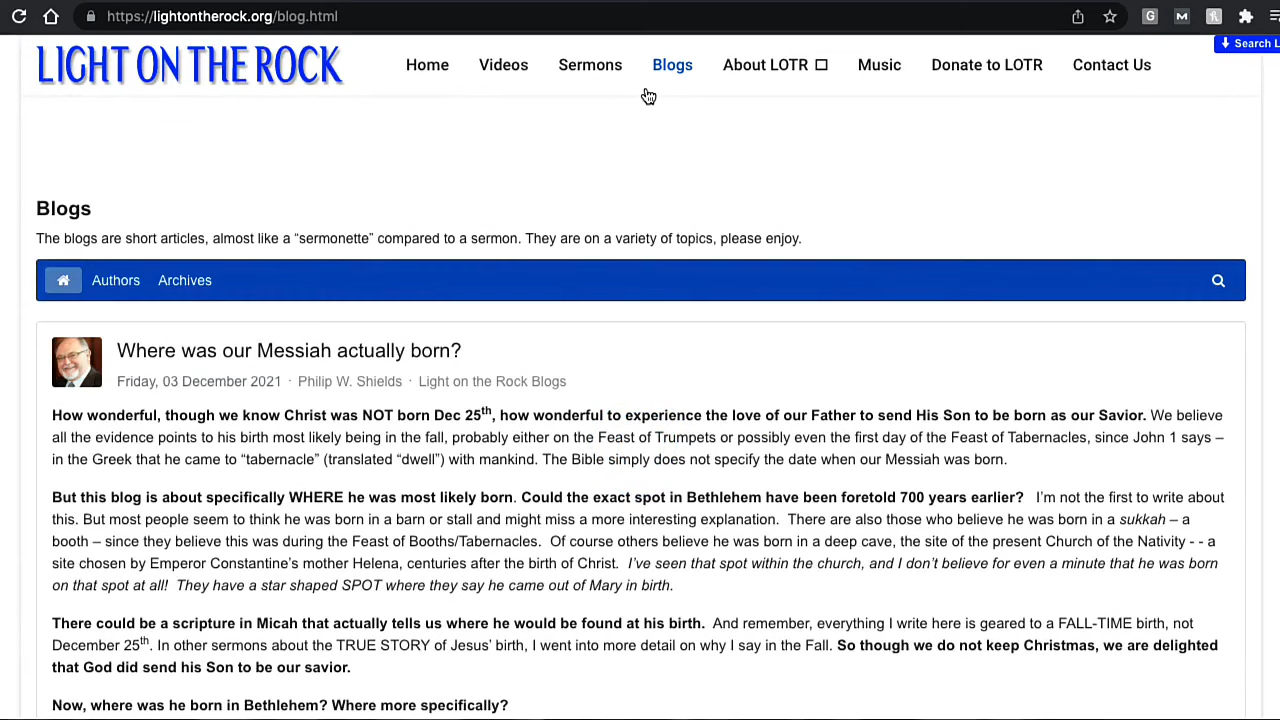 https://lightontherock.org/blog.html
Search L
LIGHT ON THE ROCK
Home Videos Sermons Blogs About LOTR Music Donate to LOTR Contact Us
Blogs
The blogs are short articles, almost like a “sermonette” compared to a sermon. They are on a variety of topics, please enjoy.
Authors Archives
Where was our Messiah actually born?
Friday, 03 December 2021 · Philip W. Shields · Light on the Rock Blogs
How wonderful, though we know Christ was NOT born Dec 25th, how wonderful to experience the love of our Father to send His Son to be born as our Savior. We believe
all the evidence points to his birth most likely being in the fall, probably either on the Feast of Trumpets or possibly even the first day of the Feast of Tabernacles, since John 1 says –
in the Greek that he came to “tabernacle” (translated “dwell”) with mankind. The Bible simply does not specify the date when our Messiah was born.
But this blog is about specifically WHERE he was most likely born. Could the exact spot in Bethlehem have been foretold 700 years earlier? I’m not the first to write about
this. But most people seem to think he was born in a barn or stall and might miss a more interesting explanation. There are also those who believe he was born in a sukkah – a
booth – since they believe this was during the Feast of Booths/Tabernacles. Of course others believe he was born in a deep cave, the site of the present Church of the Nativity - - a
site chosen by Emperor Constantine’s mother Helena, centuries after the birth of Christ. I’ve seen that spot within the church, and I don’t believe for even a minute that he was born
on that spot at all! They have a star shaped SPOT where they say he came out of Mary in birth.
There could be a scripture in Micah that actually tells us where he would be found at his birth. And remember, everything I write here is geared to a FALL-TIME birth, not
December 25th. In other sermons about the TRUE STORY of Jesus’ birth, I went into more detail on why I say in the Fall. So though we do not keep Christmas, we are delighted
that God did send his Son to be our savior.
Now, where was he born in Bethlehem? Where more specifically?